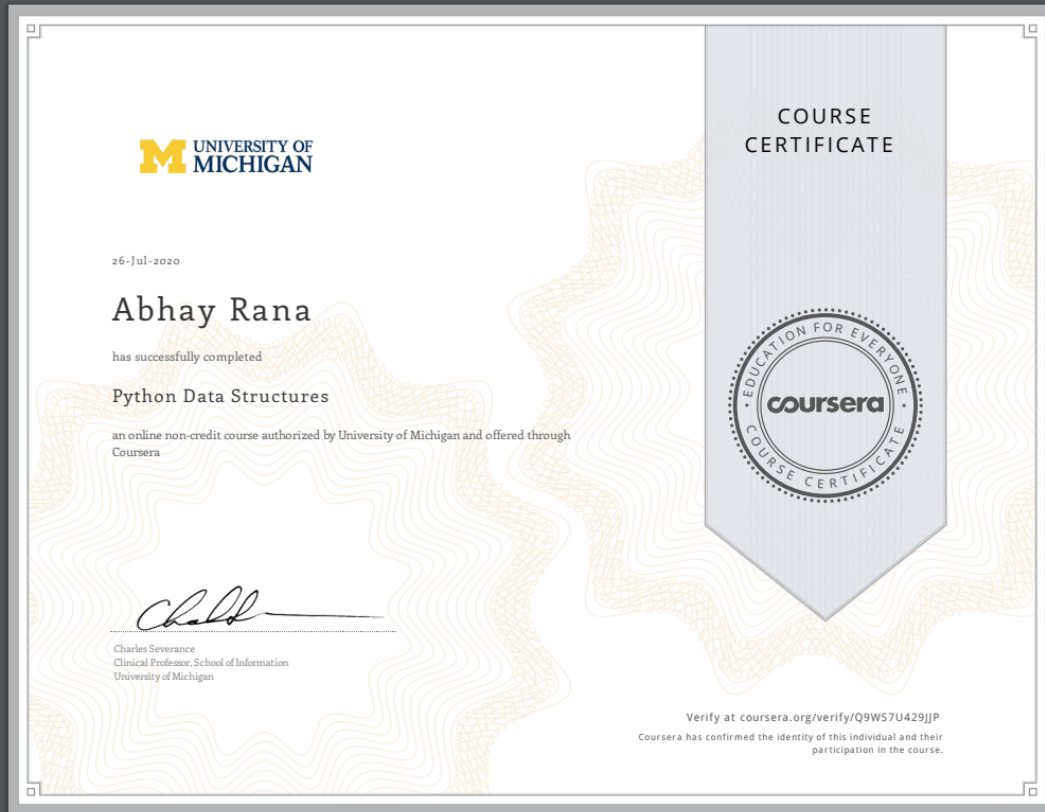 UNIVERSITY OF
MICHIGAN
COURSE
CERTIFICATE
26-Jul-2020
Abhay Rana
has successfully completed
Python Data Structures
an online non-credit course authorized by University of Michigan and offered through
Coursera
EDUCATION FOR EVERYONE
coursera
COURSE CERTIFICATE
Charles Severance
Clinical Professor, School of Information
University of Michigan
Verify at coursera.org/verify/Q9WS7U429JJP
Coursera has confirmed the identity of this individual and their
participation in the course.